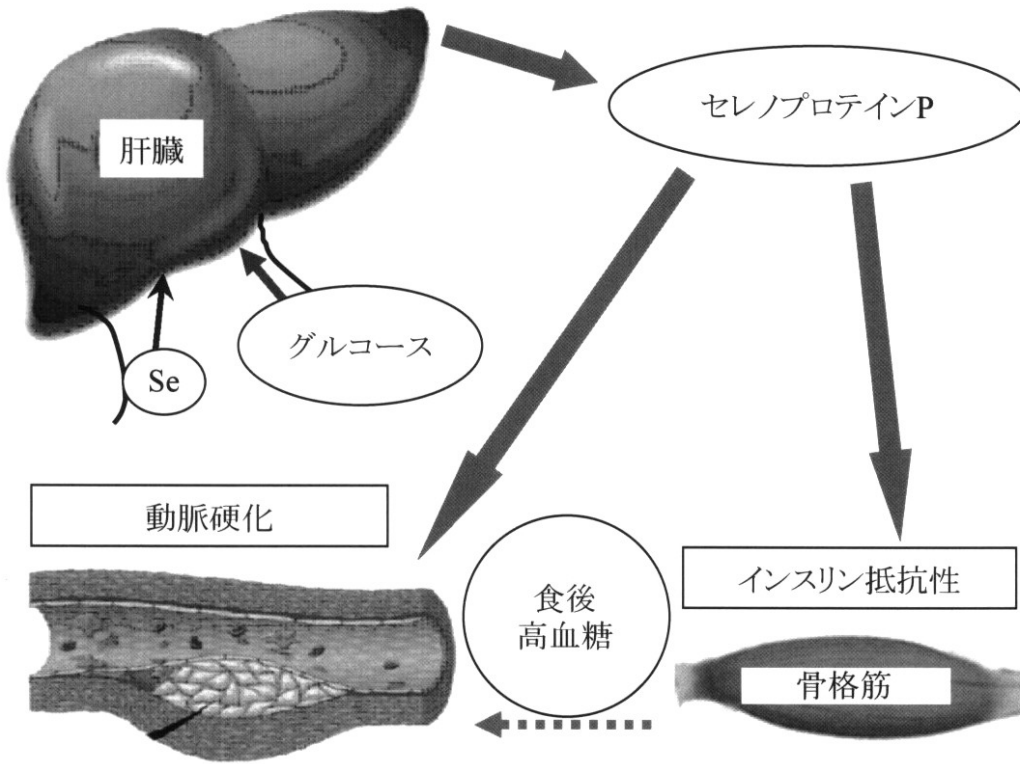 セレノプロテインP
肝臓
グルコース
Se
動脈硬化
食後
高血糖
インスリン抵抗性
骨格筋